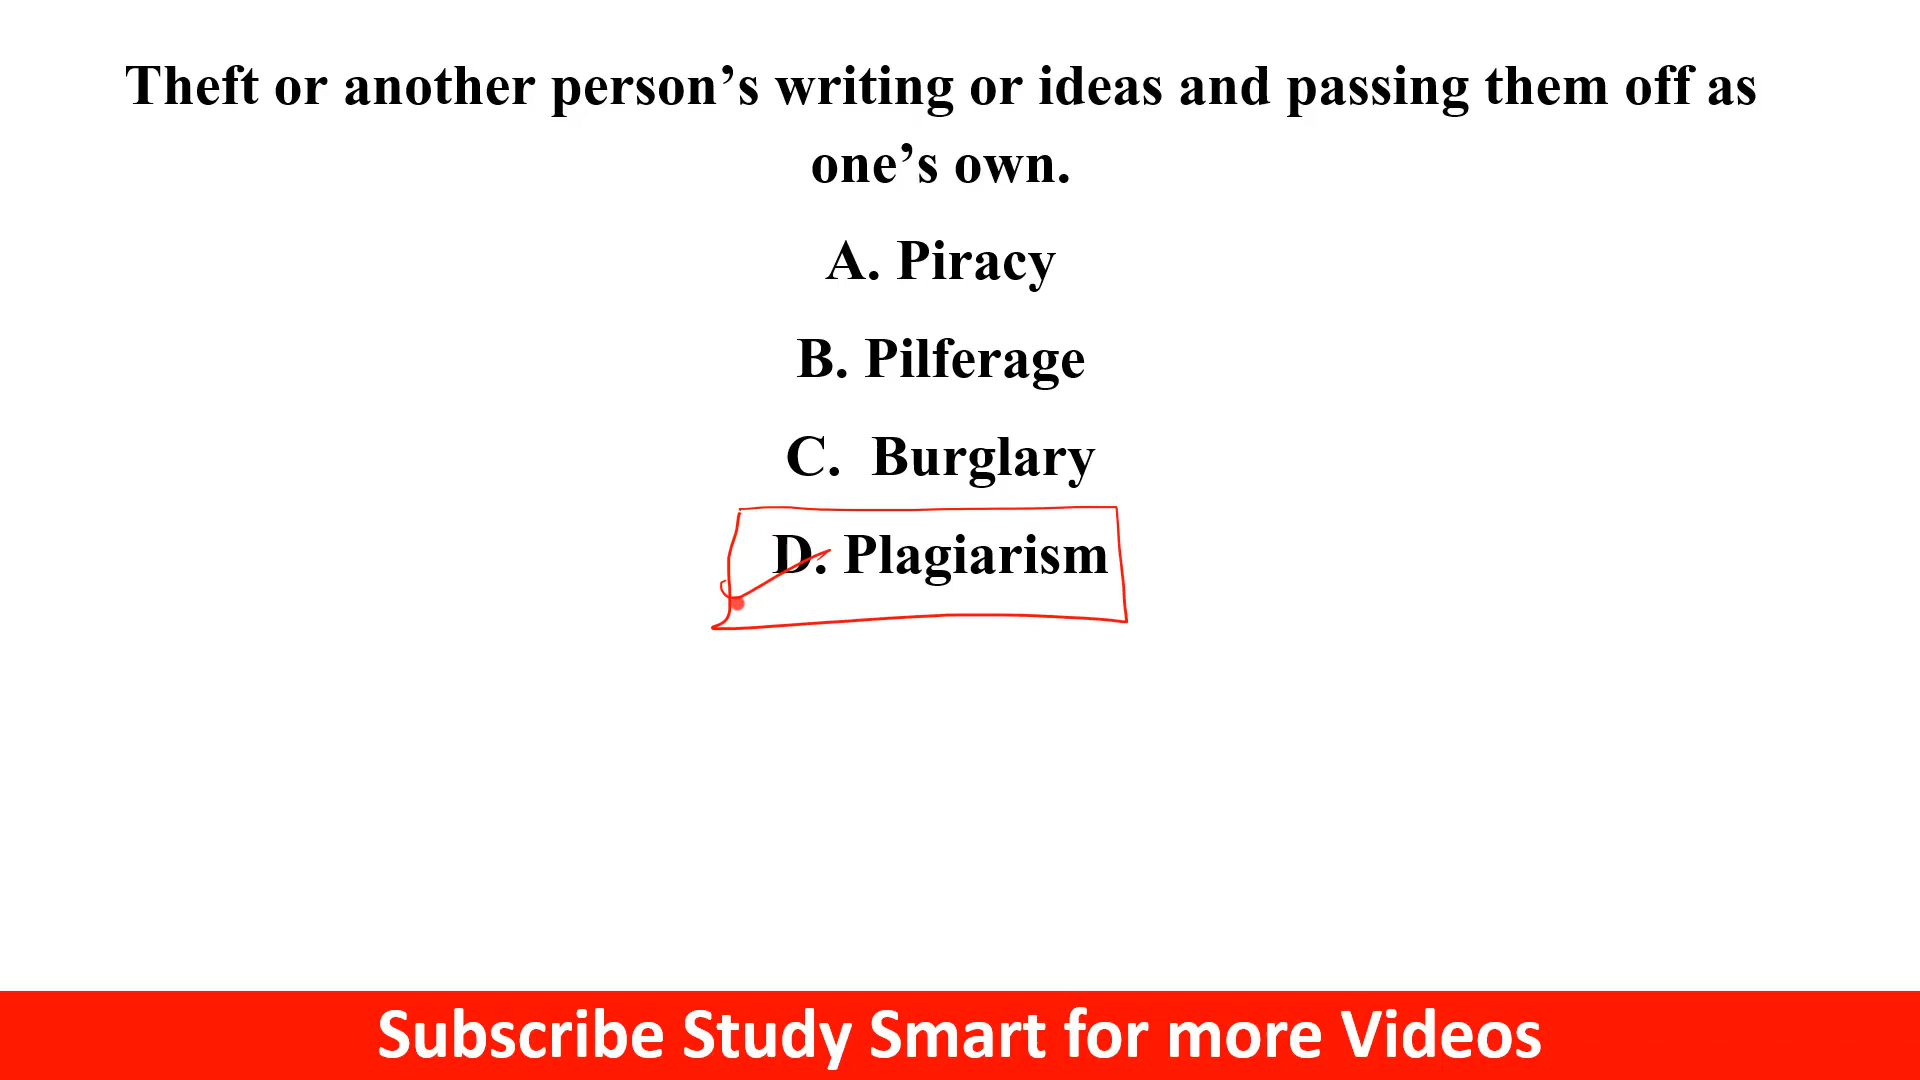 Theft or another person’s writing or ideas and passing them off as
one’s own.
A. Piracy
B. Pilferage
C.  Burglary
D. Plagiarism
Subscribe Study Smart for more Videos